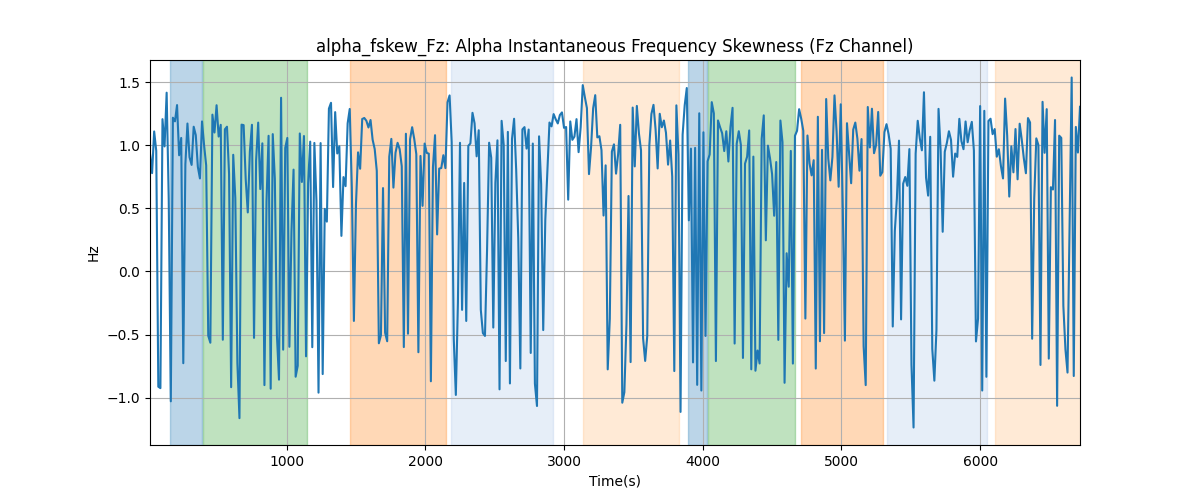 alpha_fskew_Fz: Alpha Instantaneous Frequency Skewness (Fz Channel)
1.5
1.0
0.5
0.0
−0.5
−1.0
Hz
1000 2000 3000 4000 5000 6000
Time(s)